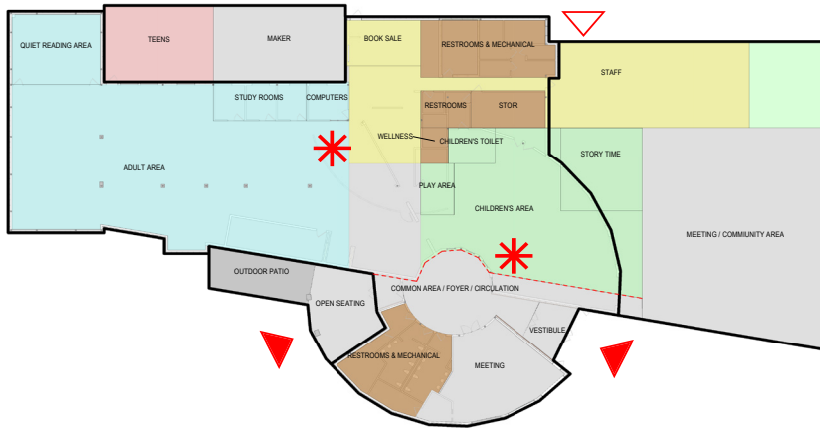 QUIET READING AREA
TEENS
MAKER
BOOK SALE
RESTROOMS & MECHANICAL
STAFF
STUDY ROOMS
COMPUTERS
RESTROOMS
STOR
WELLNESS
CHILDREN'S TOILET
STORY TIME
ADULT AREA
PLAY AREA
CHILDREN'S AREA
MEETING / COMMIUNITY AREA
OUTDOOR PATIO
COMMON AREA / FOYER / CIRCULATION
OPEN SEATING
VESTIBULE
RESTROOMS & MECHANICAL
MEETING